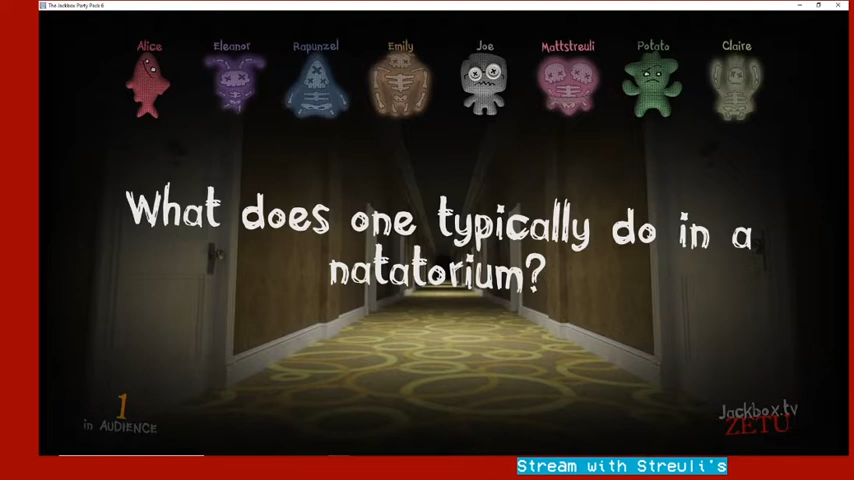 The Jackbox Party Pack 6
Alice Eleanor Rapunzel Emily Joe Mattstreuli Potato Claire
What does one typically do in a
natatorium?
1
in AUDIENCE
Jackbox.tv
ZETU
Stream with Streuli's